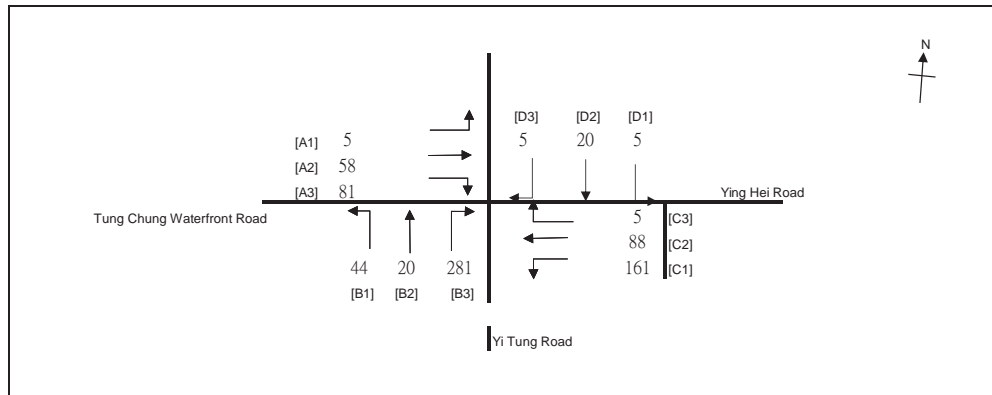 N
[D3] [D2] [D1]
[A1] 5 5 20 5
[A2] 58
[A3] 81 Ying Hei Road
Tung Chung Waterfront Road 5 [C3]
88 [C2]
44 20 281 161 [C1]
[B1] [B2] [B3]
Yi Tung Road